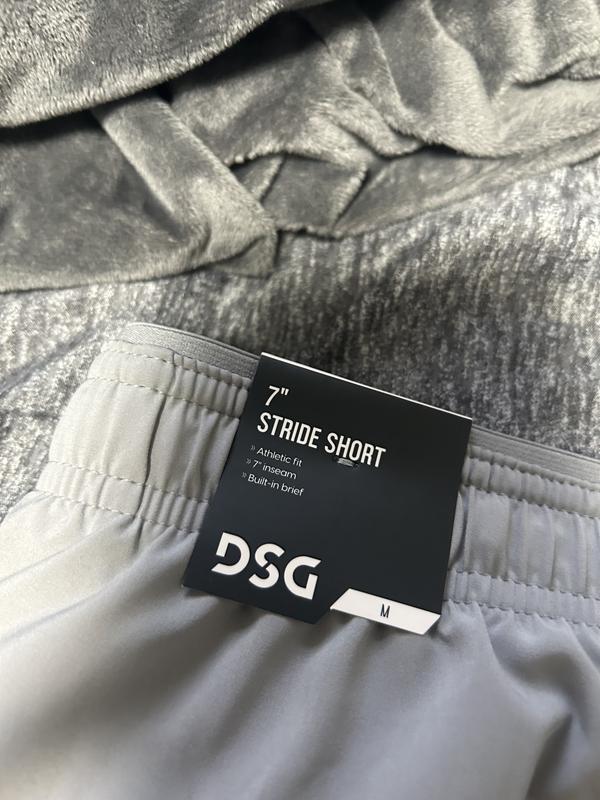 7"
STRIDE SHORT
» Athletic fit
» 7" inseam
» Built-in brief
DSG
M